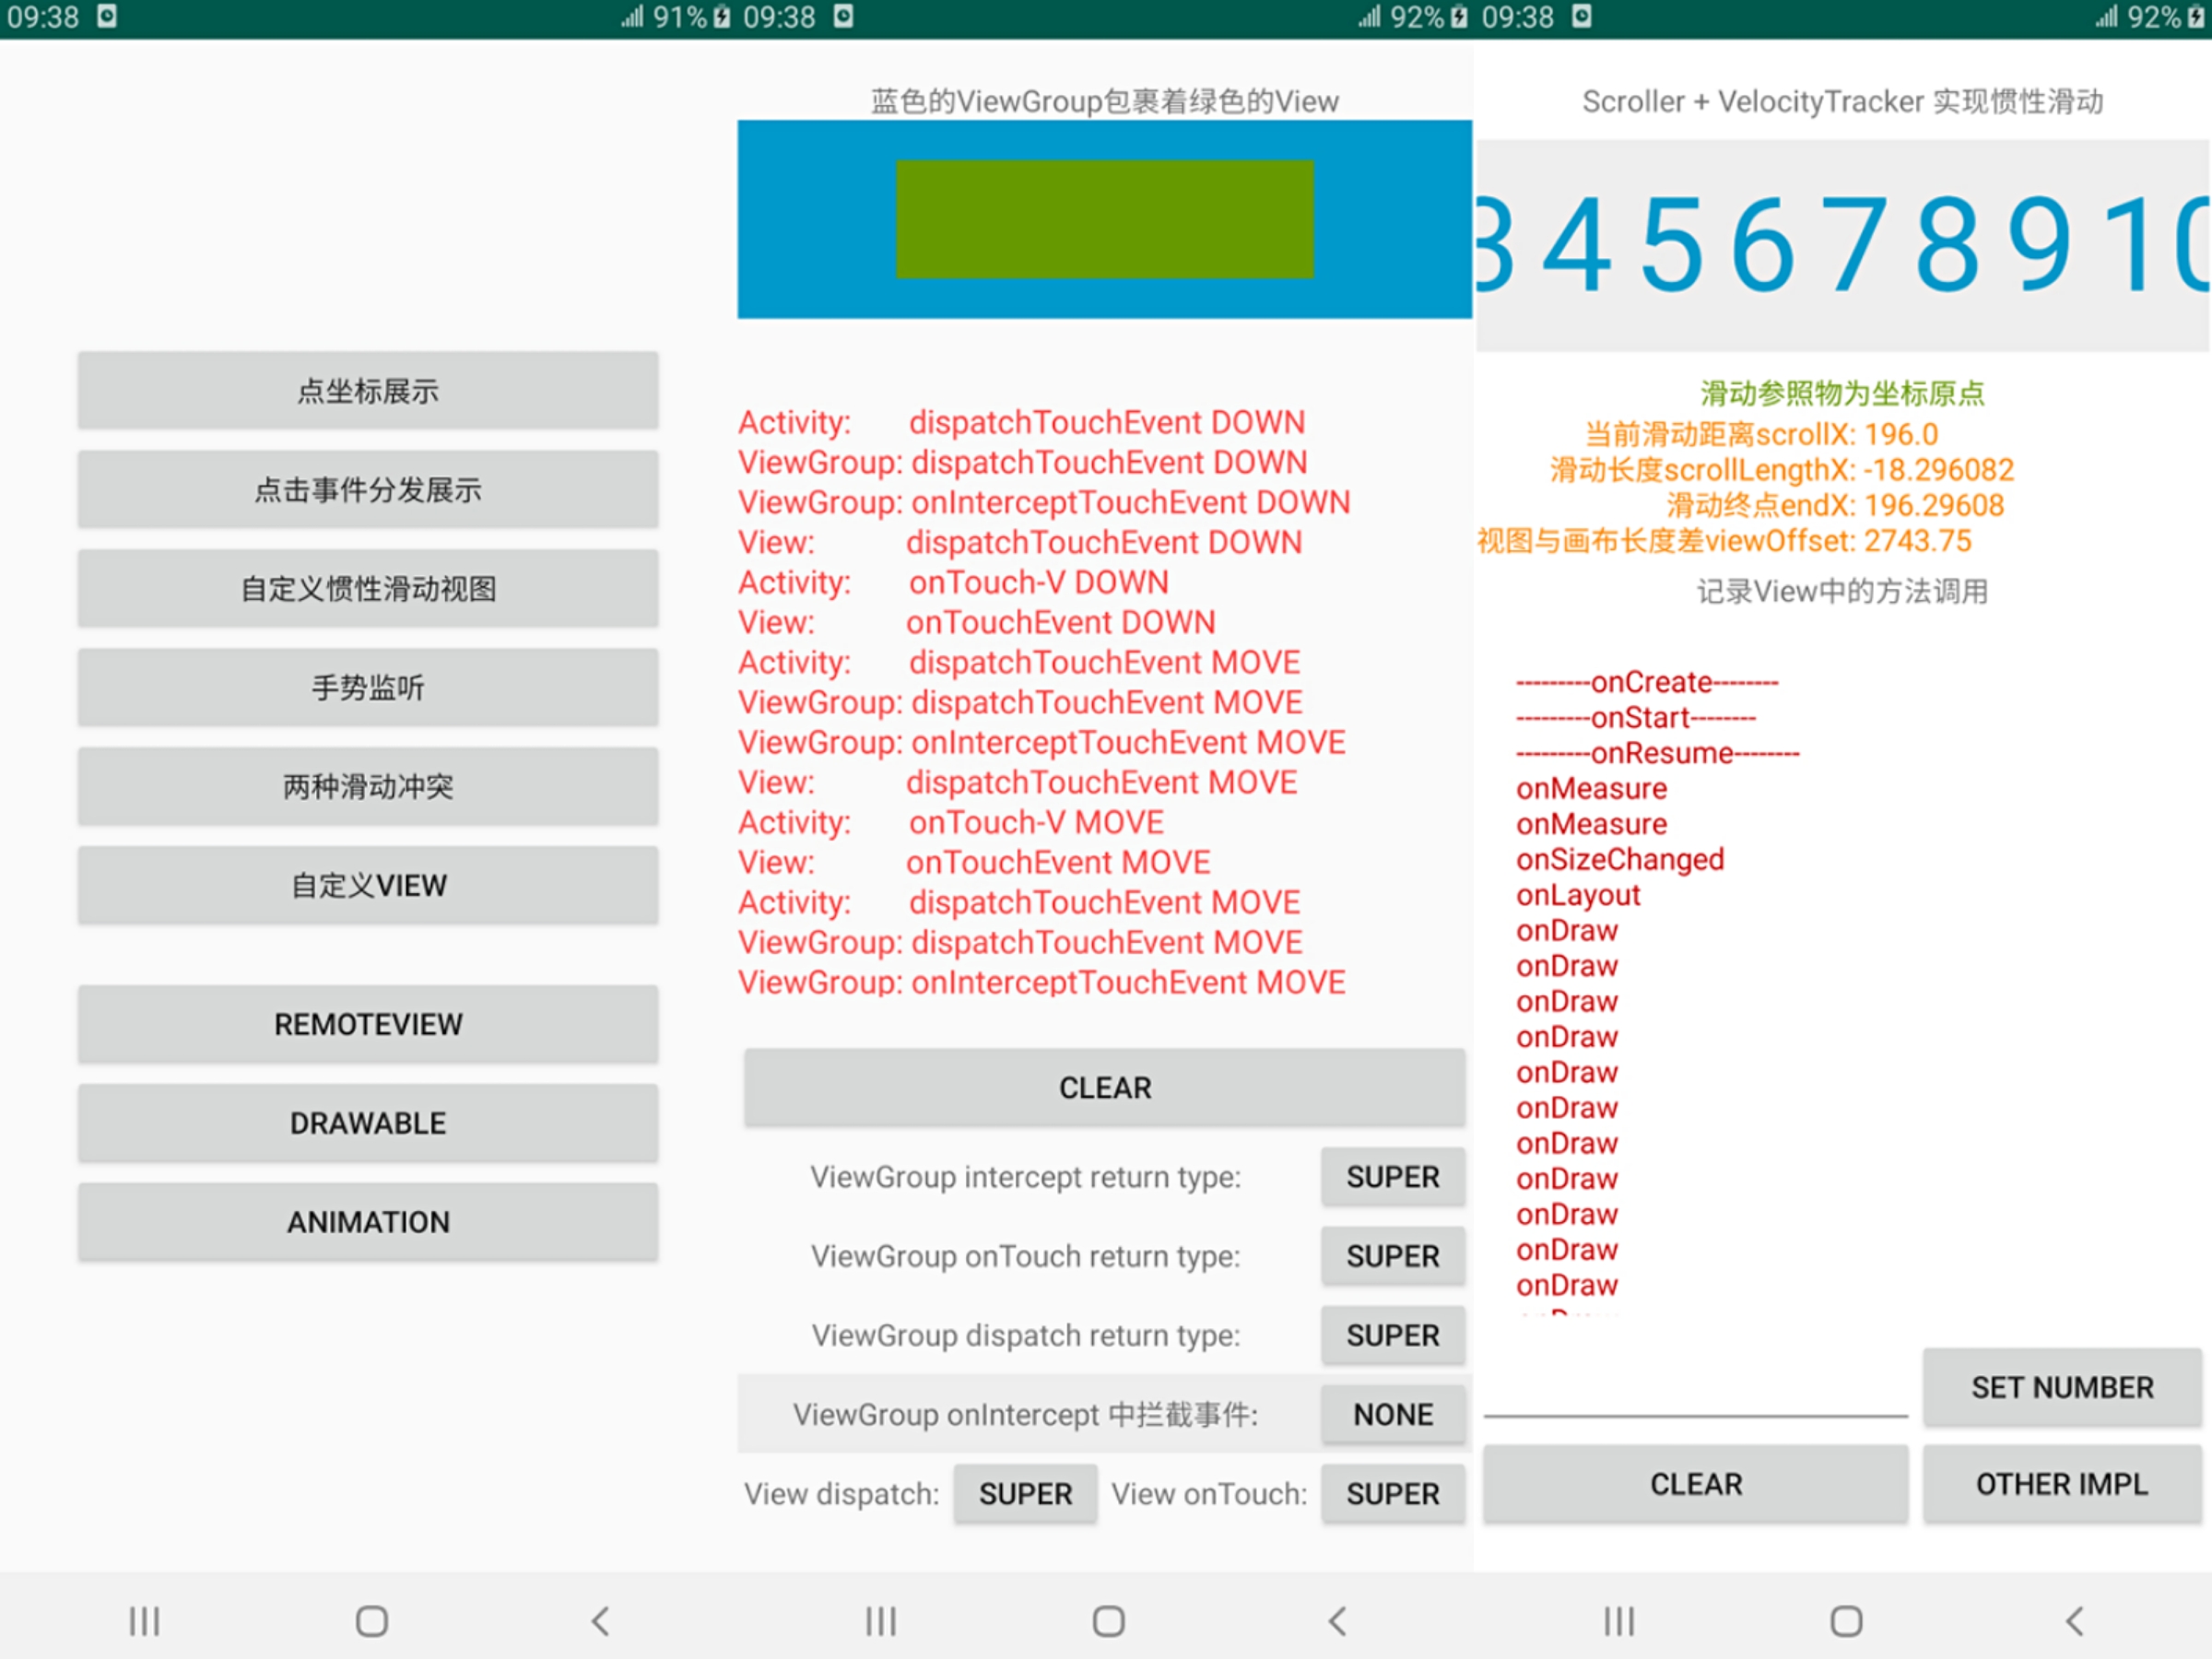 09:38
91%
点坐标展示
点击事件分发展示
自定义惯性滑动视图
手势监听
两种滑动冲突
自定义VIEW
REMOTEVIEW
DRAWABLE
ANIMATION
09:38
92%
蓝色的ViewGroup包裹着绿色的View
Activity: dispatchTouchEvent DOWN
ViewGroup: dispatchTouchEvent DOWN
ViewGroup: onInterceptTouchEvent DOWN
View: dispatchTouchEvent DOWN
Activity: onTouch-V DOWN
View: onTouchEvent DOWN
Activity: dispatchTouchEvent MOVE
ViewGroup: dispatchTouchEvent MOVE
ViewGroup: onInterceptTouchEvent MOVE
View: dispatchTouchEvent MOVE
Activity: onTouch-V MOVE
View: onTouchEvent MOVE
Activity: dispatchTouchEvent MOVE
ViewGroup: dispatchTouchEvent MOVE
ViewGroup: onInterceptTouchEvent MOVE
CLEAR
ViewGroup intercept return type: SUPER
ViewGroup onTouch return type: SUPER
ViewGroup dispatch return type: SUPER
ViewGroup onIntercept 中拦截事件: NONE
View dispatch: SUPER View onTouch: SUPER
09:38
92%
Scroller + VelocityTracker 实现惯性滑动
3 4 5 6 7 8 9 10
滑动参照物为坐标原点
当前滑动距离scrollX: 196.0
滑动长度scrollLengthX: -18.296082
滑动终点endX: 196.29608
视图与画布长度差viewOffset: 2743.75
记录View中的方法调用
---------onCreate--------
---------onStart--------
---------onResume--------
onMeasure
onMeasure
onSizeChanged
onLayout
onDraw
onDraw
onDraw
onDraw
onDraw
onDraw
onDraw
onDraw
onDraw
onDraw
onDraw
SET NUMBER
CLEAR
OTHER IMPL